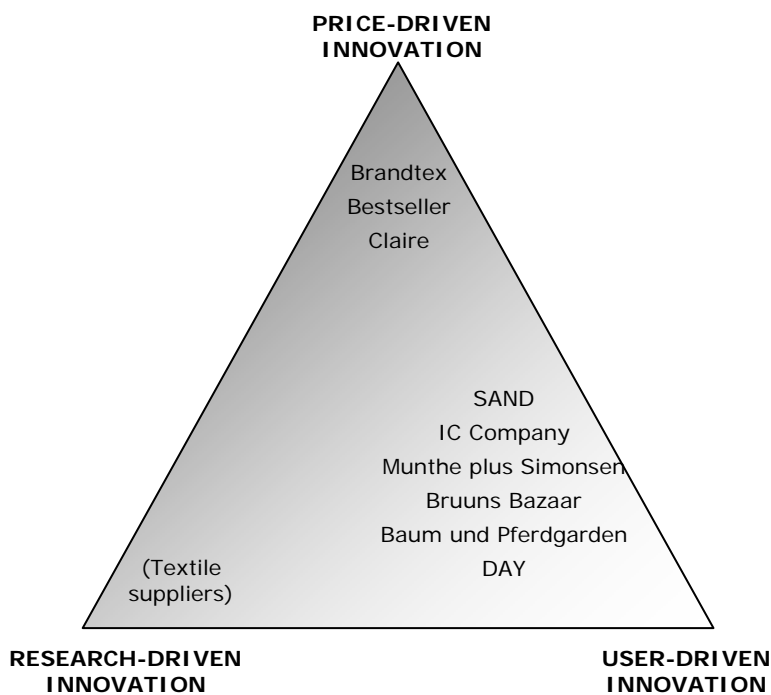 PRICE-DRIVEN
INNOVATION
Brandtex
Bestseller
Claire
SAND
IC Company
Munthe plus Simonsen
Bruuns Bazaar
Baum und Pferdgarden
DAY
(Textile
suppliers)
RESEARCH-DRIVEN
INNOVATION
USER-DRIVEN
INNOVATION